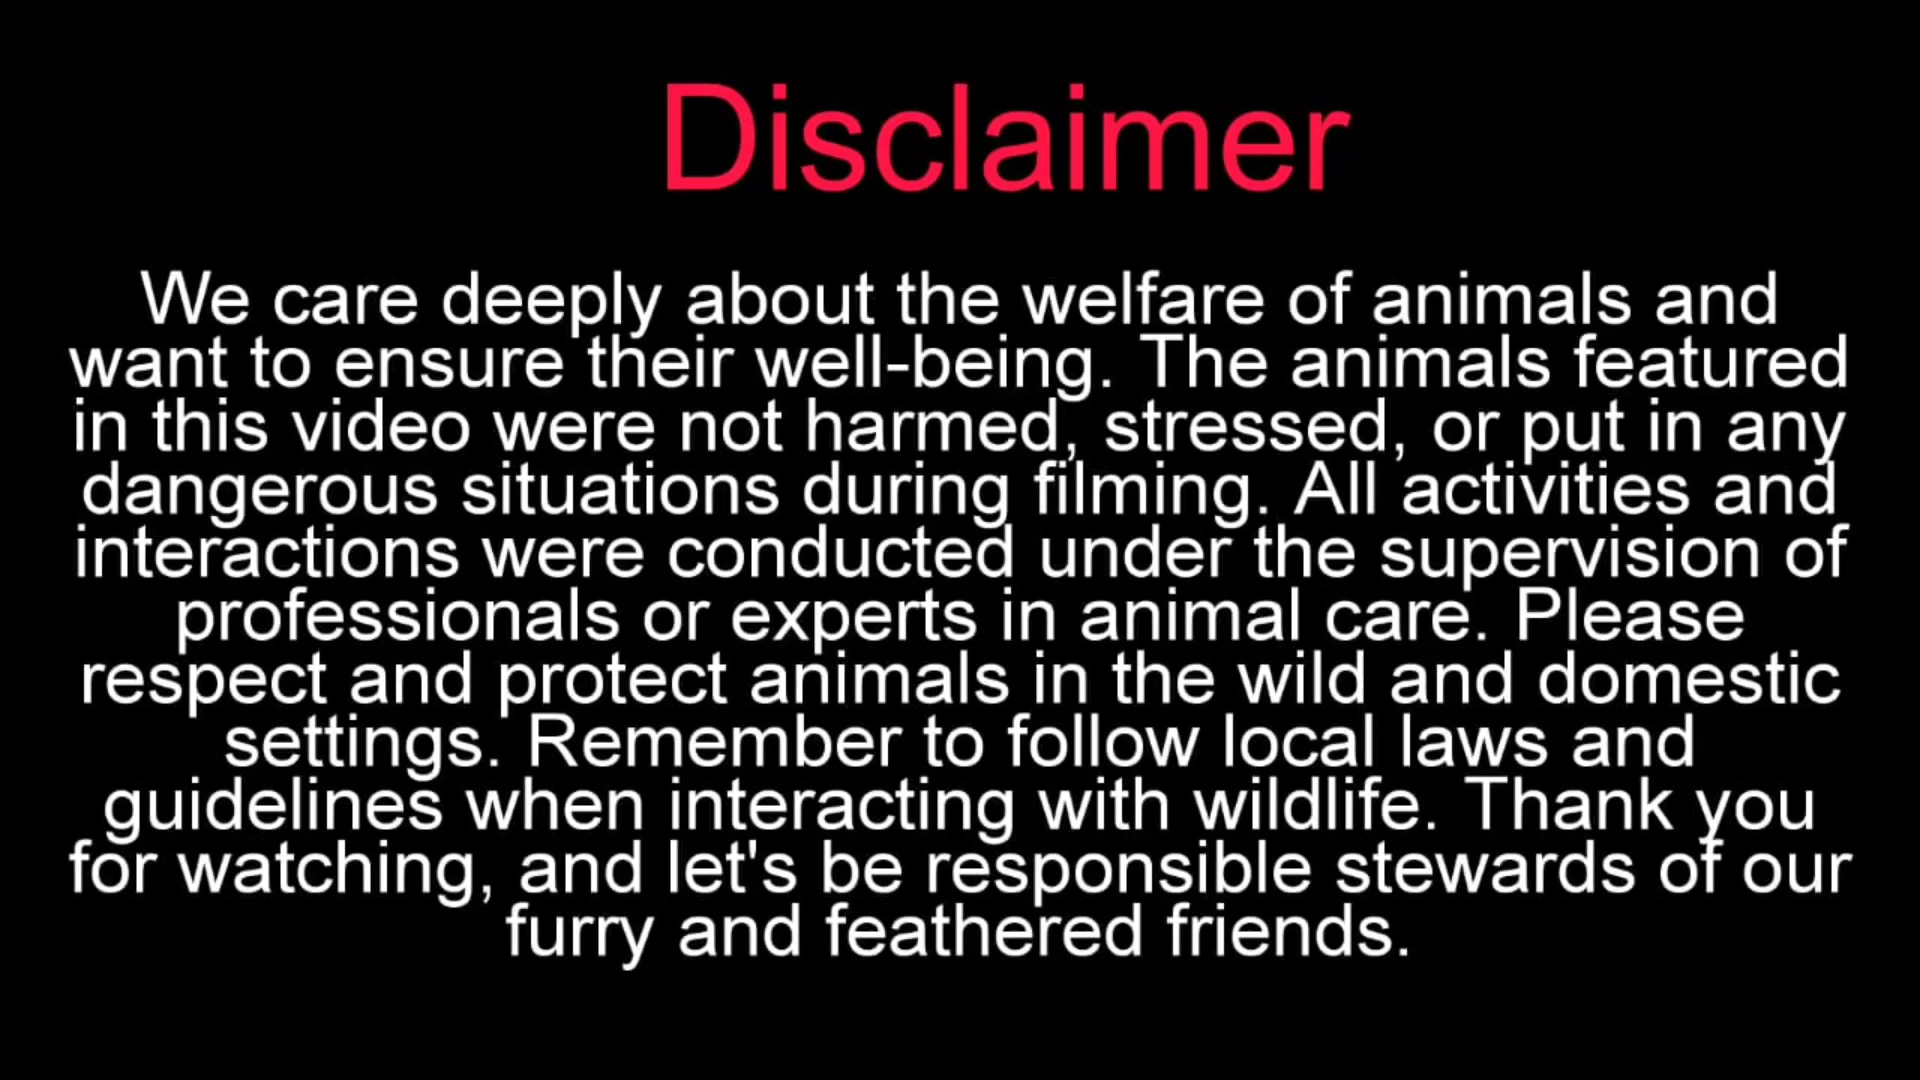 Disclaimer
We care deeply about the welfare of animals and
want to ensure their well-being. The animals featured
in this video were not harmed, stressed, or put in any
dangerous situations during filming. All activities and
interactions were conducted under the supervision of
professionals or experts in animal care. Please
respect and protect animals in the wild and domestic
settings. Remember to follow local laws and
guidelines when interacting with wildlife. Thank you
for watching, and let's be responsible stewards of our
furry and feathered friends.